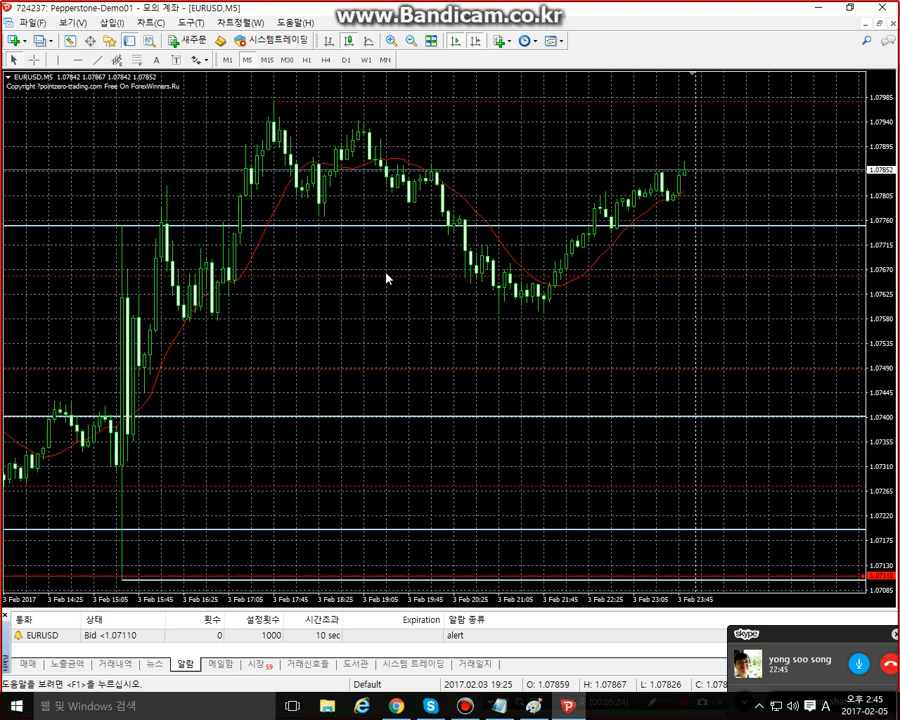 724237: Pepperstone-Demo01 - 모의 계좌 - [EURUSD,M5]
www.Bandicam.co.kr
파일(F) 보기(V) 삽입(I) 차트(C) 도구(T) 차트정렬(W) 도움말(H)
새주문 시스템트레이딩
M1 M5 M15 M30 H1 H4 D1 W1 MN
EURUSD,M5 1.07842 1.07867 1.07842 1.07852
Copyright ?pointzero-trading.com Free On ForexWinners.Ru
1.07985
1.07940
1.07895
1.07852
1.07805
1.07760
1.07715
1.07670
1.07625
1.07580
1.07535
1.07490
1.07445
1.07400
1.07355
1.07310
1.07265
1.07220
1.07175
1.07130
1.07110
1.07085
3 Feb 2017 3 Feb 14:25 3 Feb 15:05 3 Feb 15:45 3 Feb 16:25 3 Feb 17:05 3 Feb 17:45 3 Feb 18:25 3 Feb 19:05 3 Feb 19:45 3 Feb 20:25 3 Feb 21:05 3 Feb 21:45 3 Feb 22:25 3 Feb 23:05 3 Feb 23:45
통화 상태 횟수 설정횟수 시간초과 Expiration 알람 종류
EURUSD Bid <1.07110 0 1000 10 sec alert
매매 노출금액 거래내역 뉴스 알람 메일함 시장 59 거래신호들 도서관 시스템 트레이딩 거래일지
도움말을 보려면 <F1>을 누르십시오. Default 2017.02.03 19:25 O: 1.07859 H: 1.07867 L: 1.07826 C: 1.078
skype
yong soo song
22:45
웹 및 Windows 검색
[00:05:24]
A
오후 2:45
2017-02-05